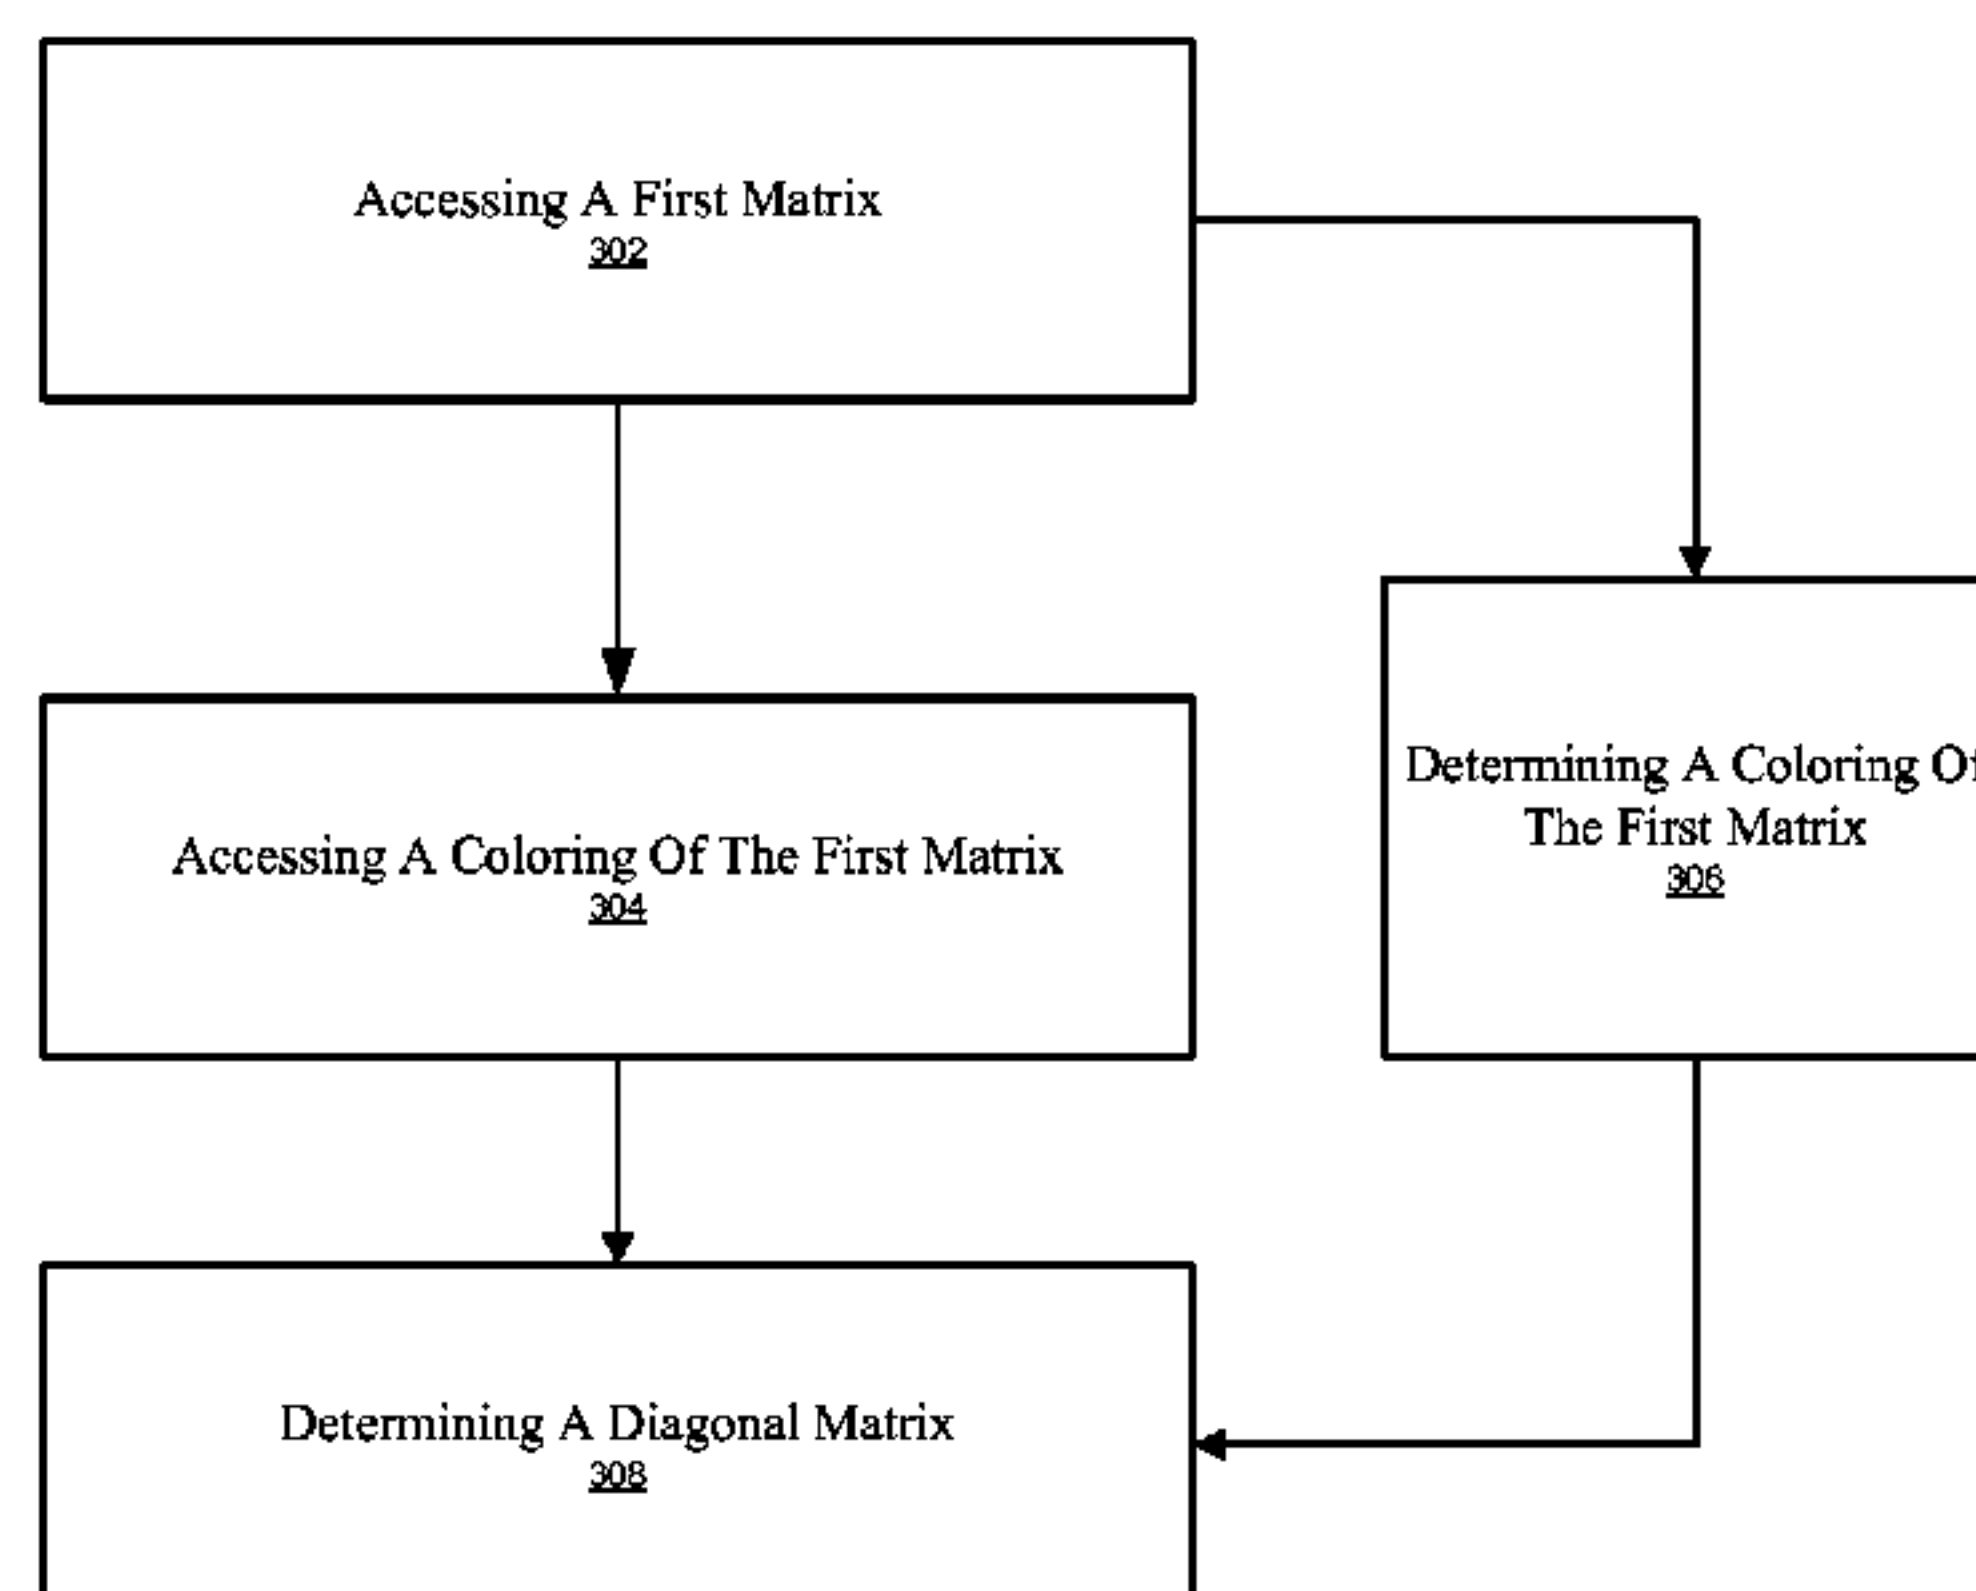 Accessing A First Matrix
302
Accessing A Coloring Of The First Matrix
304
Determining A Coloring Of
The First Matrix
306
Determining A Diagonal Matrix
308